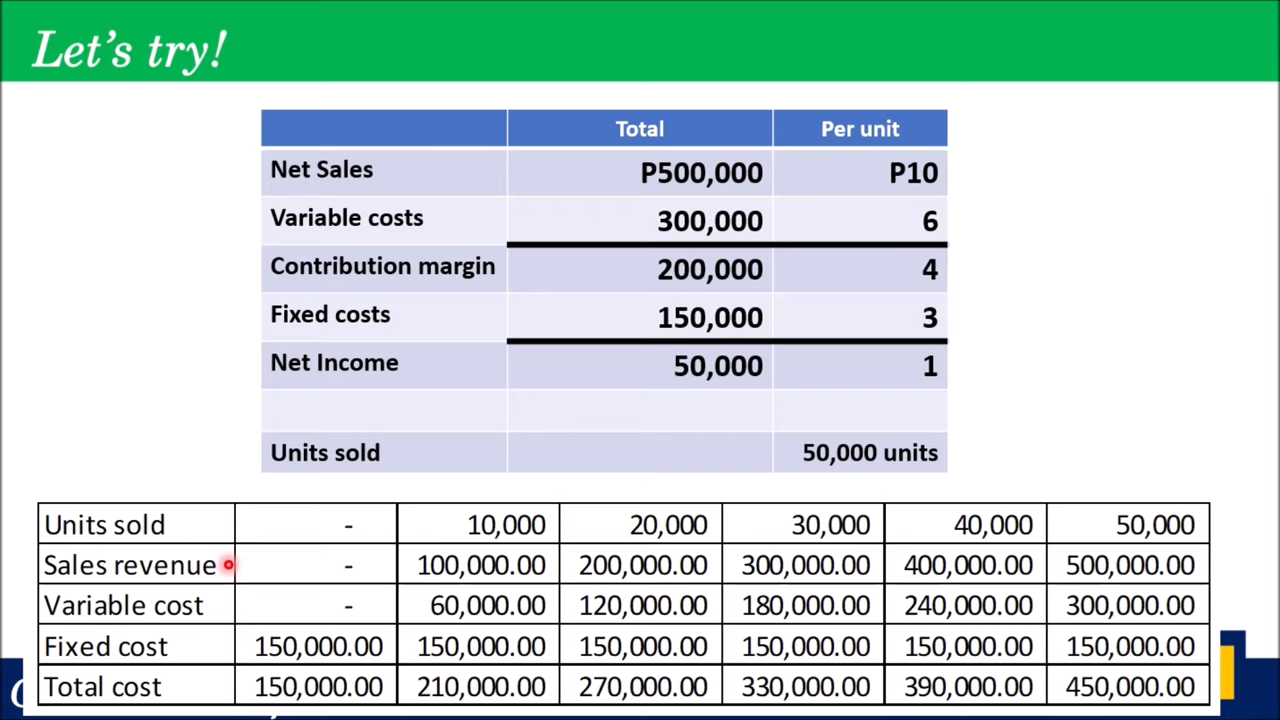 Let's try!
Total Per unit
Net Sales P500,000 P10
Variable costs 300,000 6
Contribution margin 200,000 4
Fixed costs 150,000 3
Net Income 50,000 1
Units sold 50,000 units
Units sold - 10,000 20,000 30,000 40,000 50,000
Sales revenue - 100,000.00 200,000.00 300,000.00 400,000.00 500,000.00
Variable cost - 60,000.00 120,000.00 180,000.00 240,000.00 300,000.00
Fixed cost 150,000.00 150,000.00 150,000.00 150,000.00 150,000.00 150,000.00
Total cost 150,000.00 210,000.00 270,000.00 330,000.00 390,000.00 450,000.00